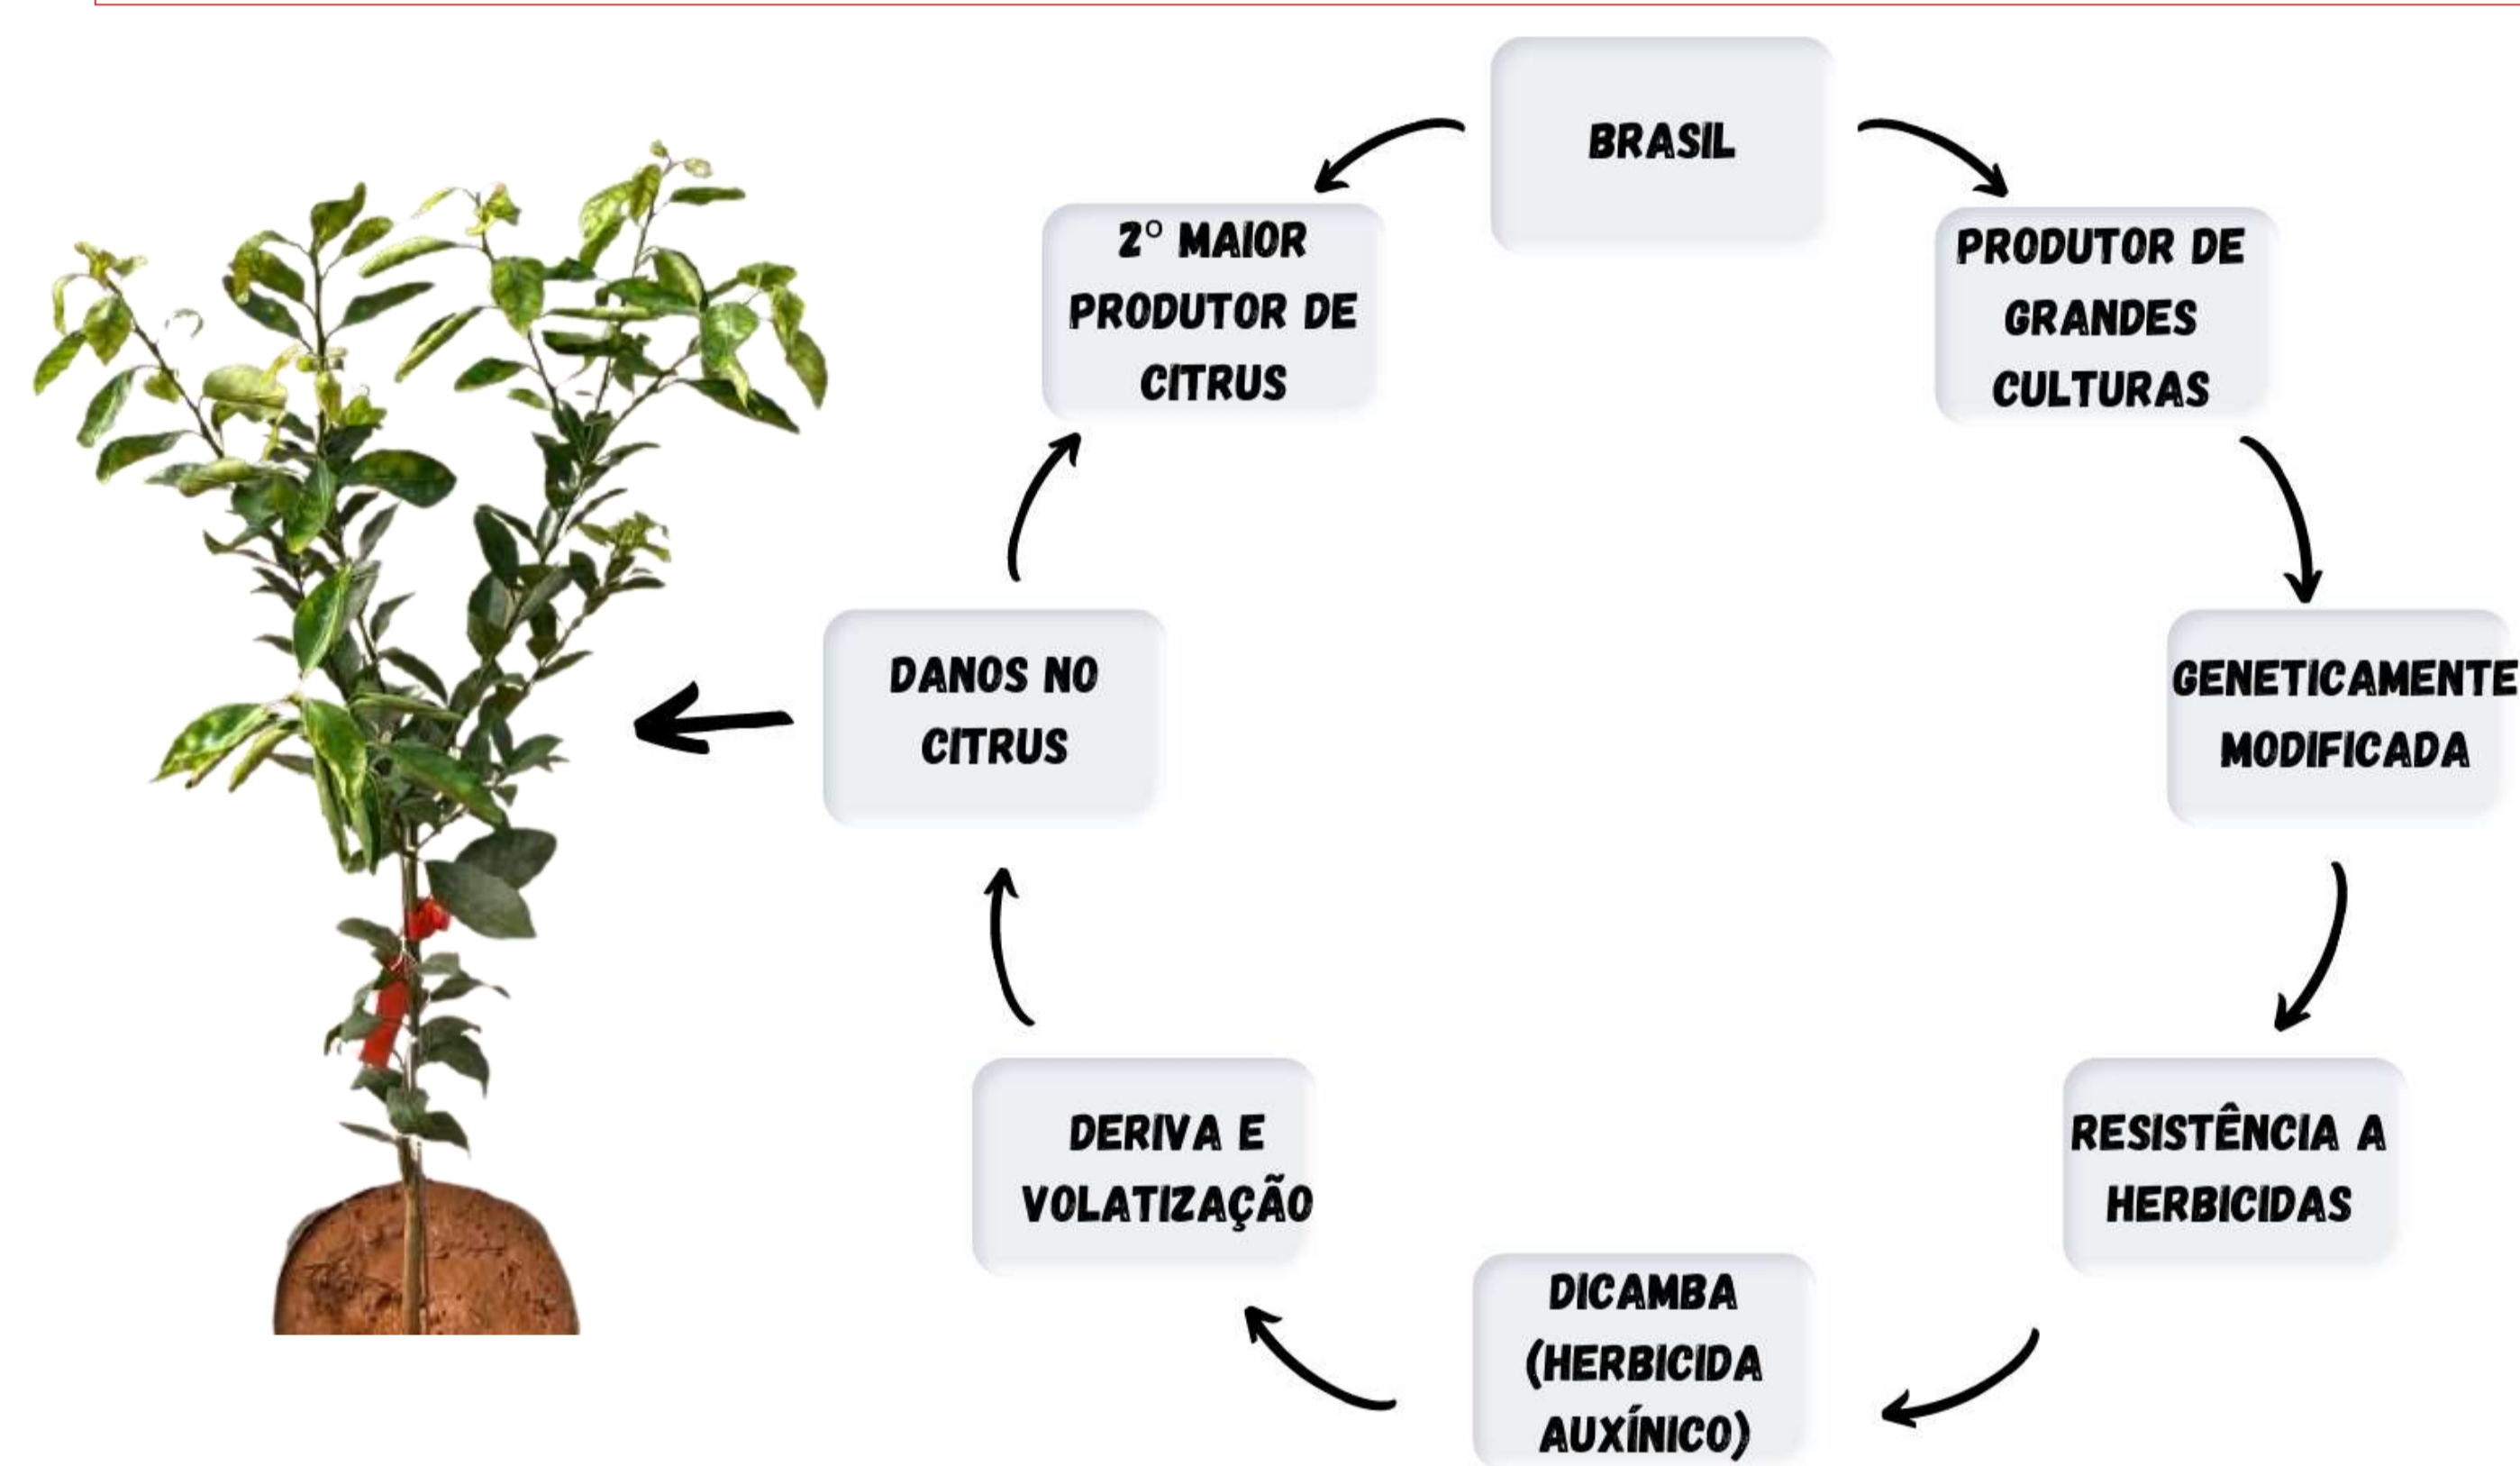 BRASIL
2º MAIOR
PRODUTOR DE
CITRUS
PRODUTOR DE
GRANDES
CULTURAS
GENETICAMENTE
MODIFICADA
RESISTÊNCIA A
HERBICIDAS
DICAMBA
(HERBICIDA
AUXÍNICO)
DERIVA E
VOLATIZAÇÃO
DANOS NO
CITRUS